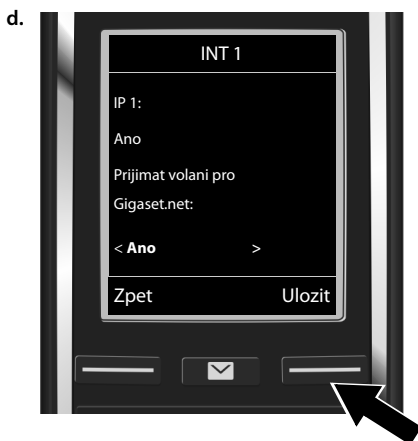 d.
INT 1
IP 1:
Ano
Prijimat volani pro
Gigaset.net:
< Ano >
Zpet Ulozit